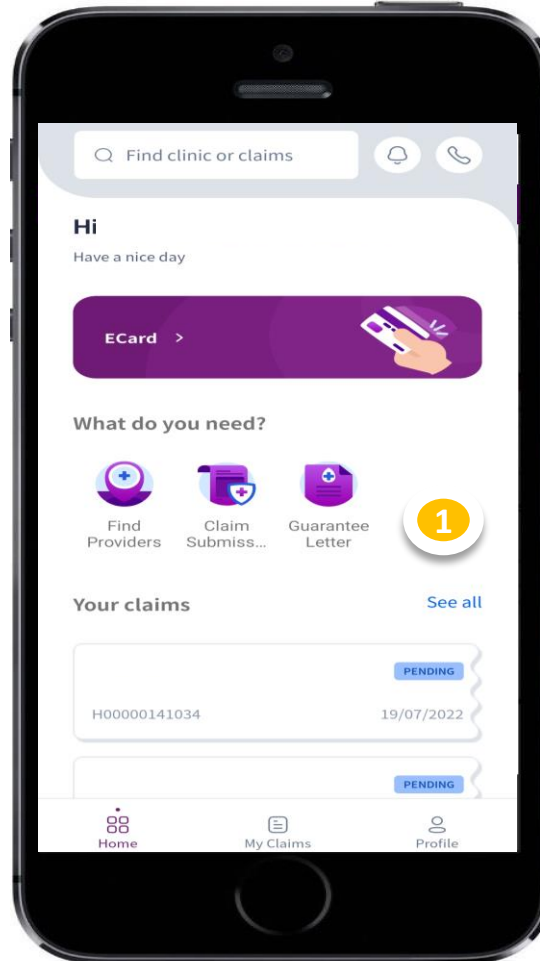 Find clinic or claims
Hi
Have a nice day
ECard >
What do you need?
Find Providers
Claim Submiss...
Guarantee Letter
1
Your claims
See all
PENDING
H00000141034
19/07/2022
PENDING
Home
My Claims
Profile